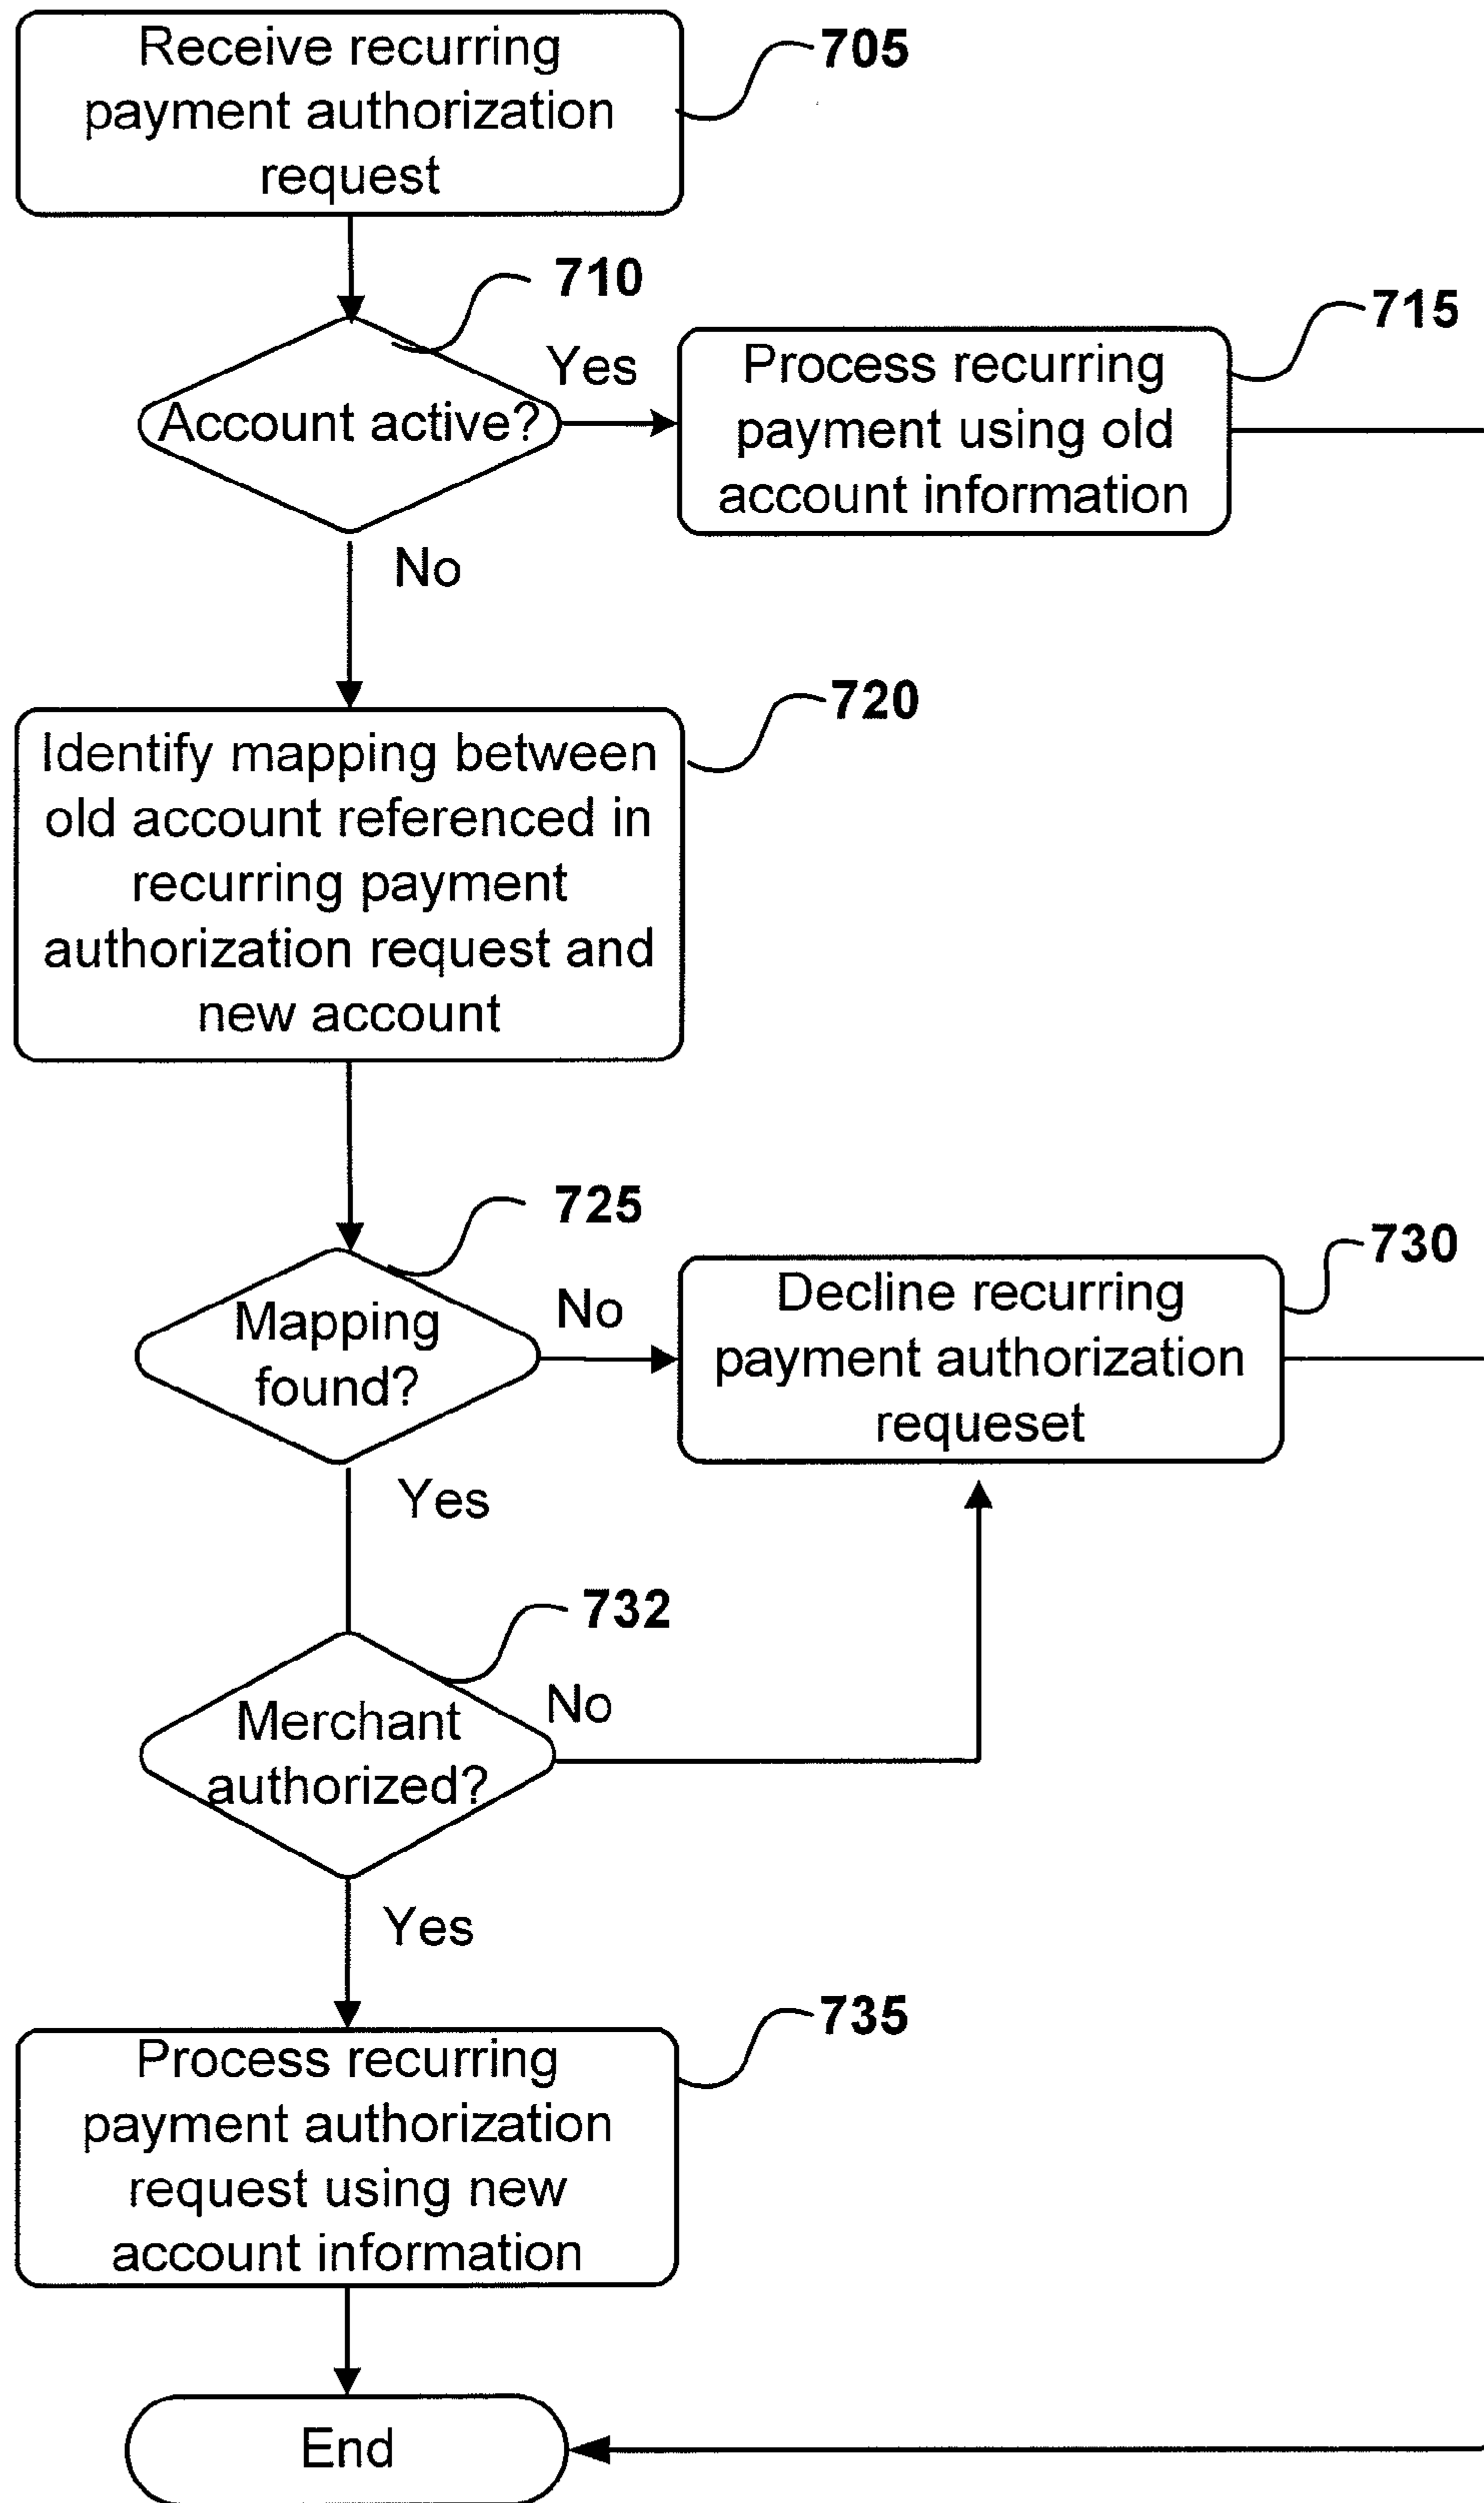 Receive recurring
payment authorization
request
705
710
Account active?
Yes
Process recurring
payment using old
account information
715
No
Identify mapping between
old account referenced in
recurring payment
authorization request and
new account
720
725
Mapping
found?
No
Decline recurring
payment authorization
requeset
730
Yes
732
Merchant
authorized?
No
Yes
Process recurring
payment authorization
request using new
account information
735
End